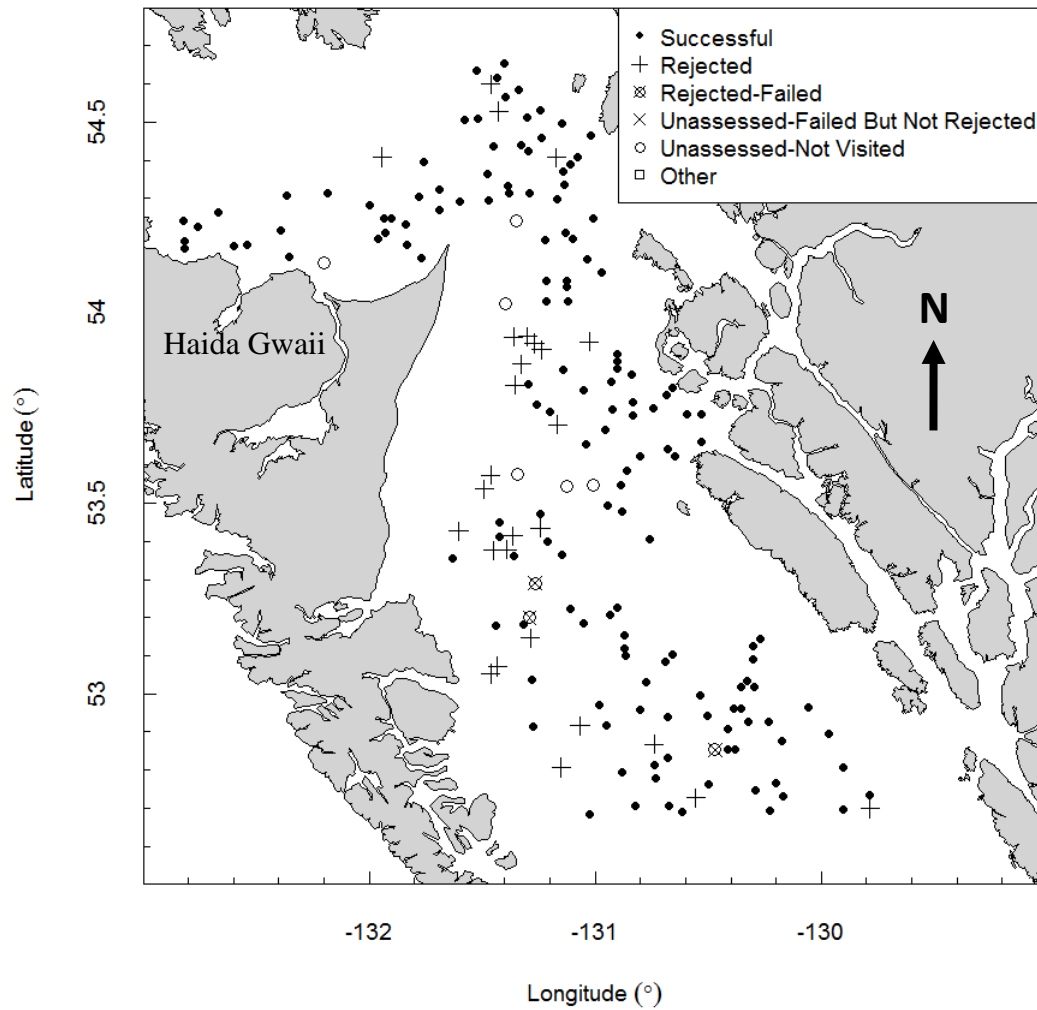 Successful
Rejected
Rejected-Failed
Unassessed-Failed But Not Rejected
Unassessed-Not Visited
Other
54.5
54
53.5
53
Latitude (°)
Haida Gwaii
N
-132
-131
-130
Longitude (°)